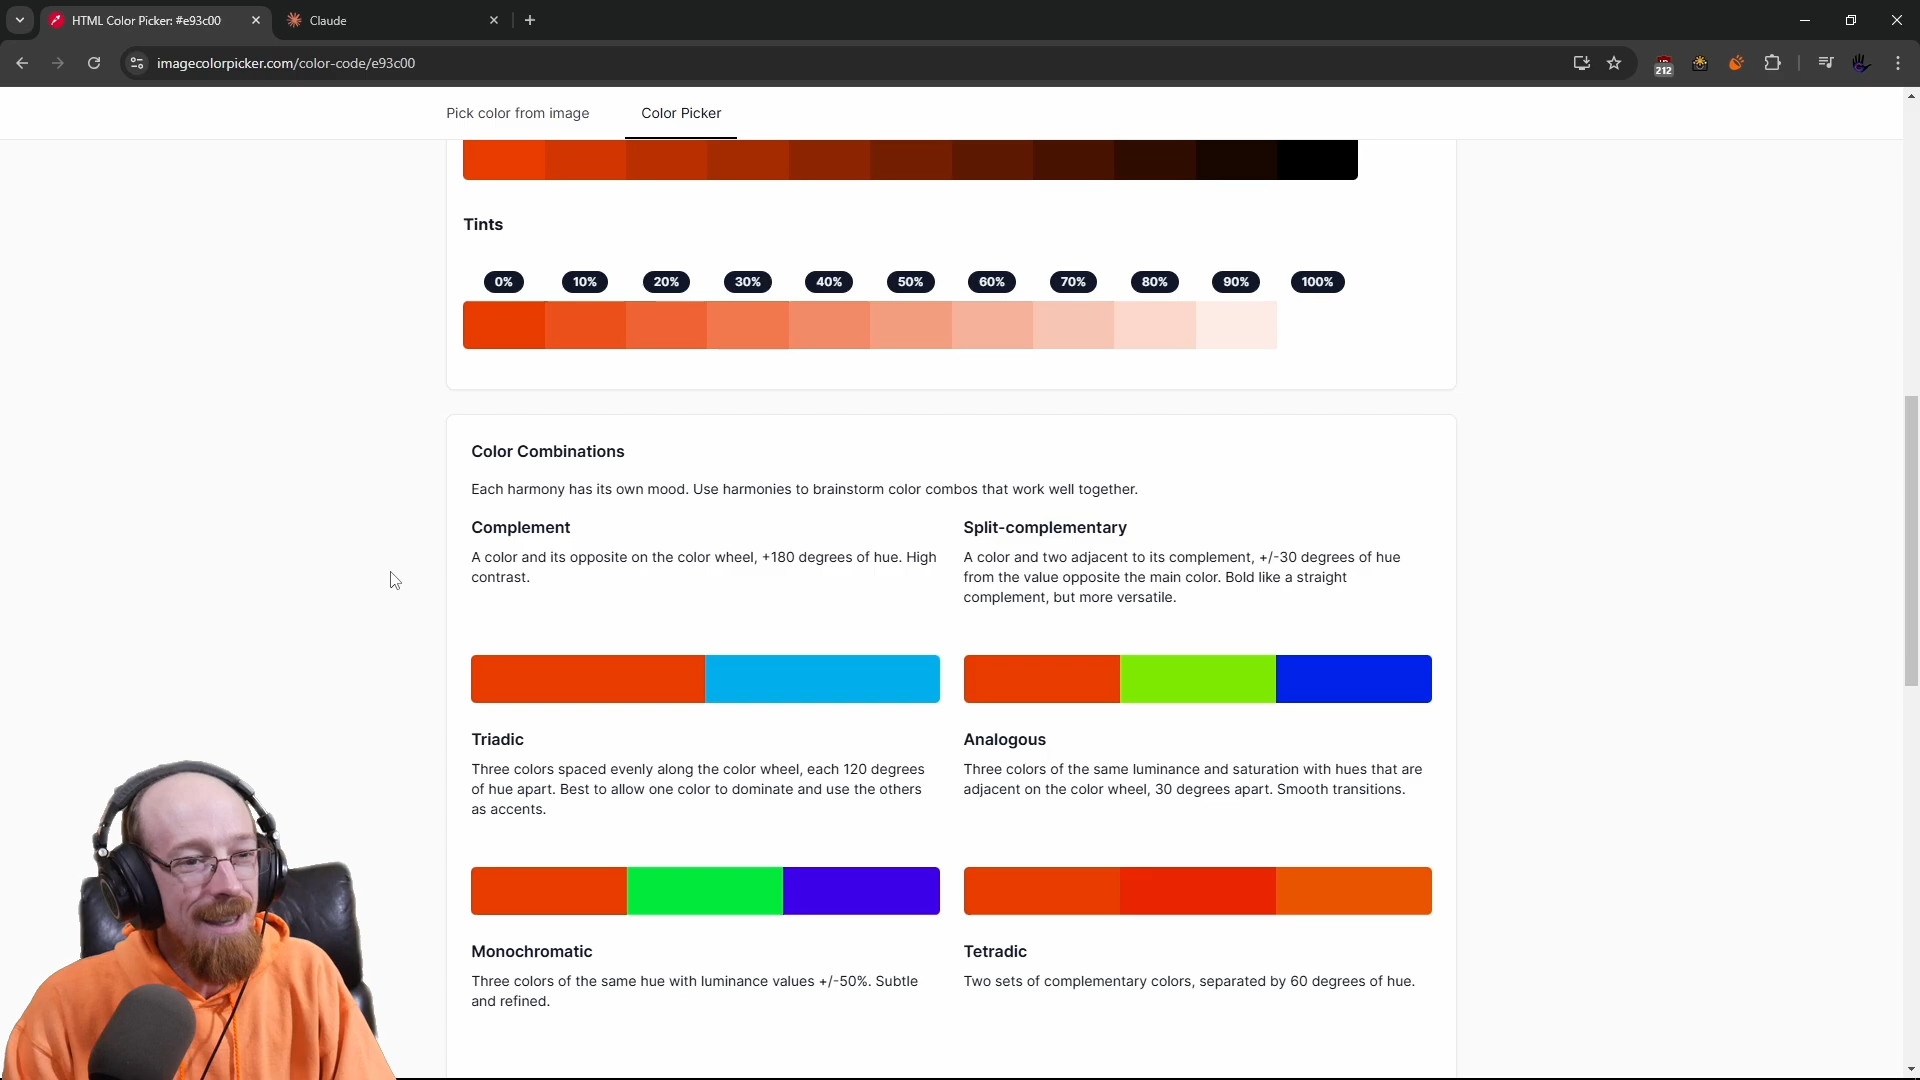 HTML Color Picker: #e93c00
Claude
imagecolorpicker.com/color-code/e93c00
212
Pick color from image
Color Picker
Tints
0% 10% 20% 30% 40% 50% 60% 70% 80% 90% 100%
Color Combinations
Each harmony has its own mood. Use harmonies to brainstorm color combos that work well together.
Complement
A color and its opposite on the color wheel, +180 degrees of hue. High
contrast.
Split-complementary
A color and two adjacent to its complement, +/-30 degrees of hue
from the value opposite the main color. Bold like a straight
complement, but more versatile.
Triadic
Three colors spaced evenly along the color wheel, each 120 degrees
of hue apart. Best to allow one color to dominate and use the others
as accents.
Analogous
Three colors of the same luminance and saturation with hues that are
adjacent on the color wheel, 30 degrees apart. Smooth transitions.
Monochromatic
Three colors of the same hue with luminance values +/-50%. Subtle
and refined.
Tetradic
Two sets of complementary colors, separated by 60 degrees of hue.